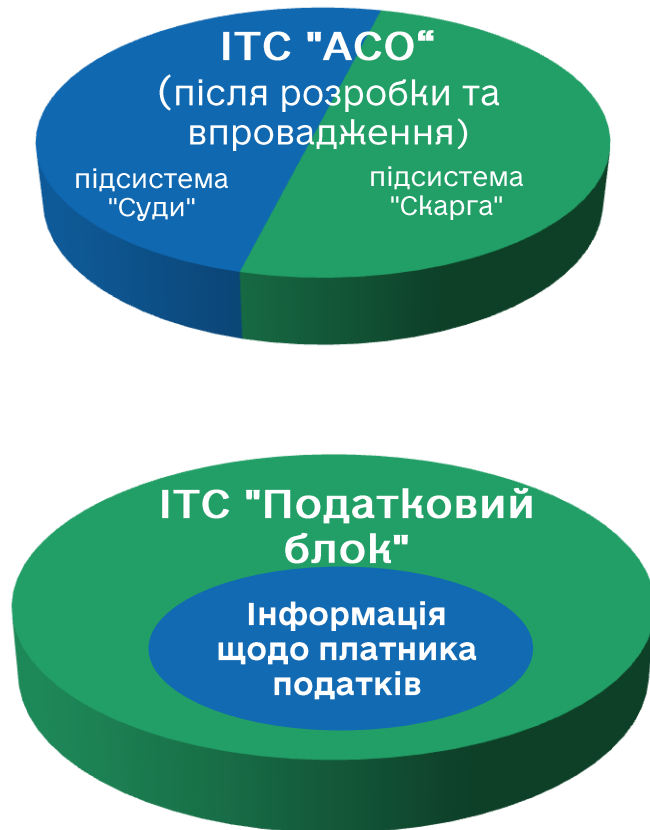 ІТС "АСО“
(після розробки та
впровадження)
підсистема
"Суди"
підсистема
"Скарга"
ІТС "Податковий
блок"
Інформація
щодо платника
податків